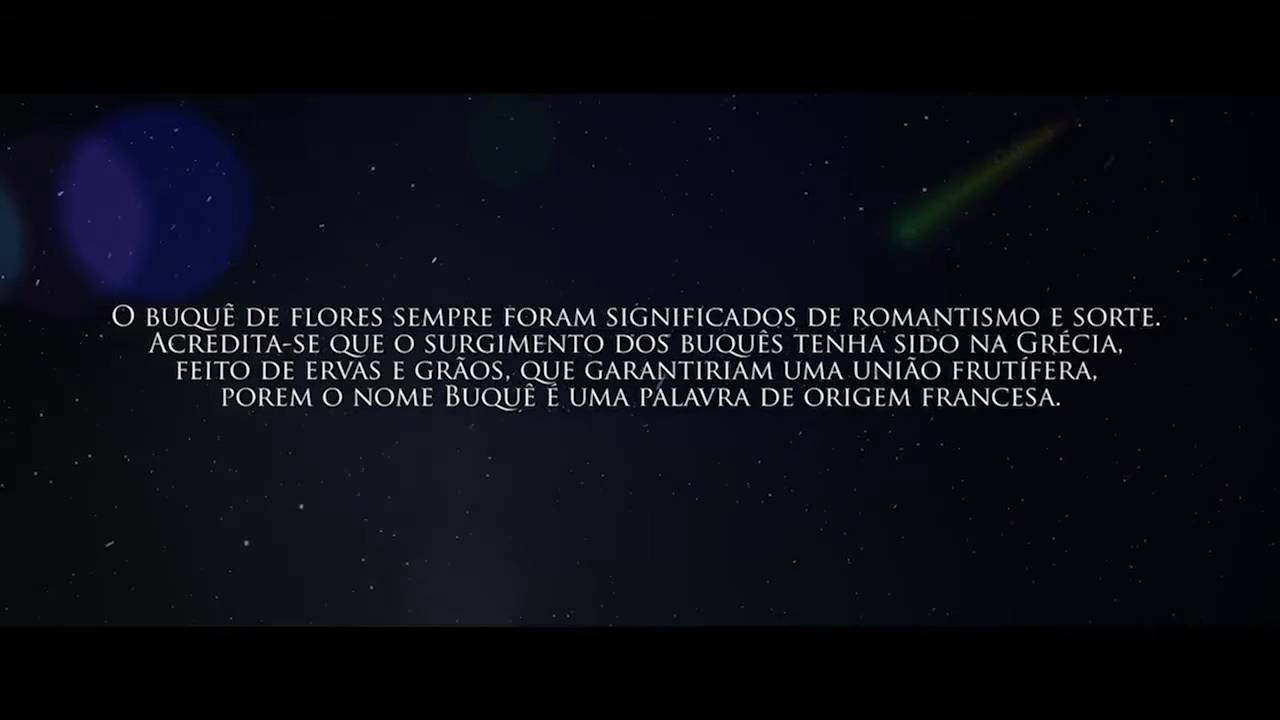 O buquê de flores sempre foram significados de romantismo e sorte.
Acredita-se que o surgimento dos buquês tenha sido na Grécia,
feito de ervas e grãos, que garantiriam uma união frutífera,
porem o nome Buquê é uma palavra de origem francesa.